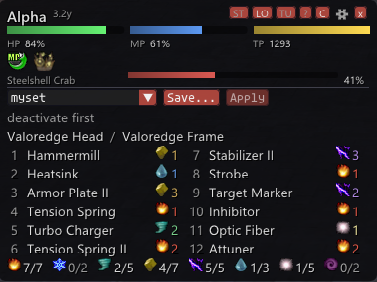 Alpha 3.2y ST LO TU ? C x
HP 84% MP 61% TP 1293
MP
Steelshell Crab 41%
myset Save... Apply
deactivate first
Valoredge Head / Valoredge Frame
1 Hammermill 1 7 Stabilizer II 3
2 Heatsink 1 8 Strobe 1
3 Armor Plate II 3 9 Target Marker 2
4 Tension Spring 1 10 Inhibitor 1
5 Turbo Charger 2 11 Optic Fiber 1
6 Tension Spring II 2 12 Attuner 2
7/7 0/2 2/5 4/7 5/5 1/3 1/5 0/2